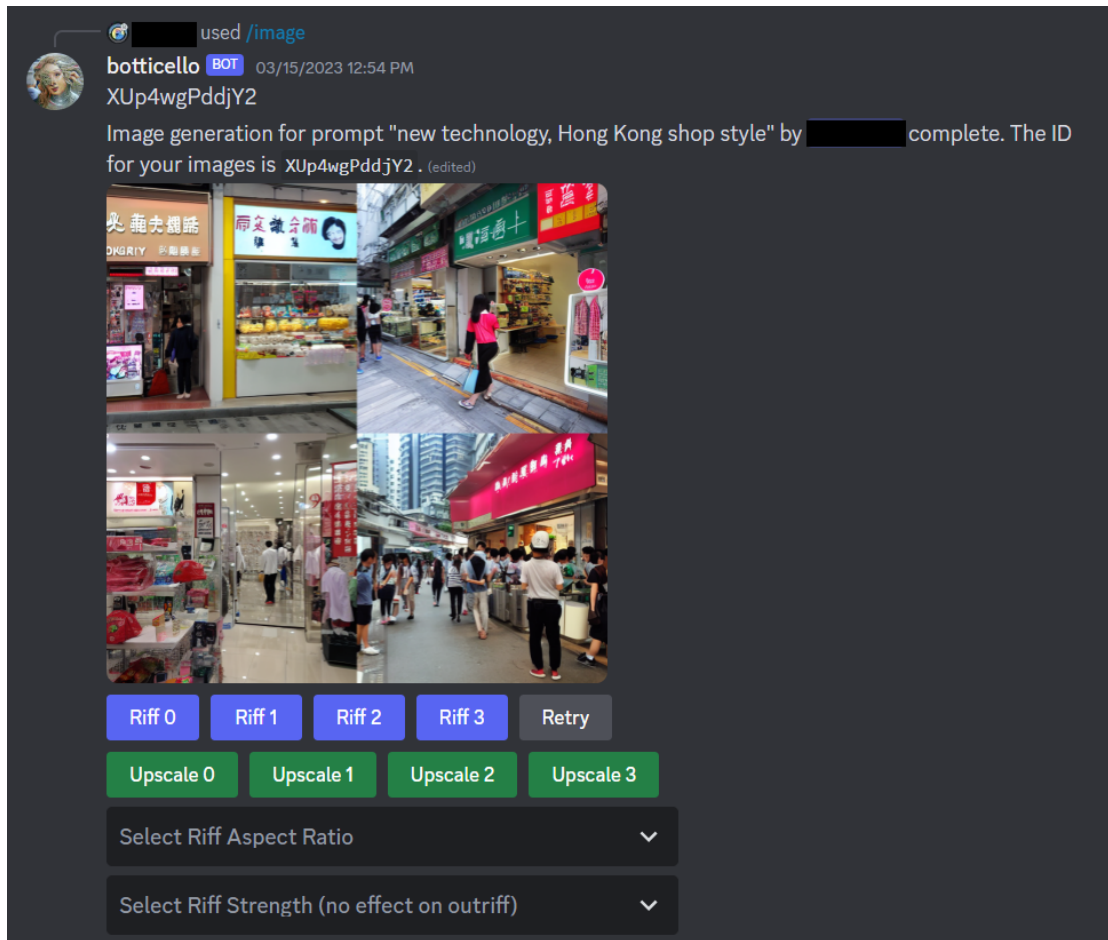 used /image
botticello BOT 03/15/2023 12:54 PM
XUp4wgPddjY2
Image generation for prompt "new technology, Hong Kong shop style" by complete. The ID
for your images is XUp4wgPddjY2. (edited)
Riff 0 Riff 1 Riff 2 Riff 3 Retry
Upscale 0 Upscale 1 Upscale 2 Upscale 3
Select Riff Aspect Ratio
Select Riff Strength (no effect on outriff)